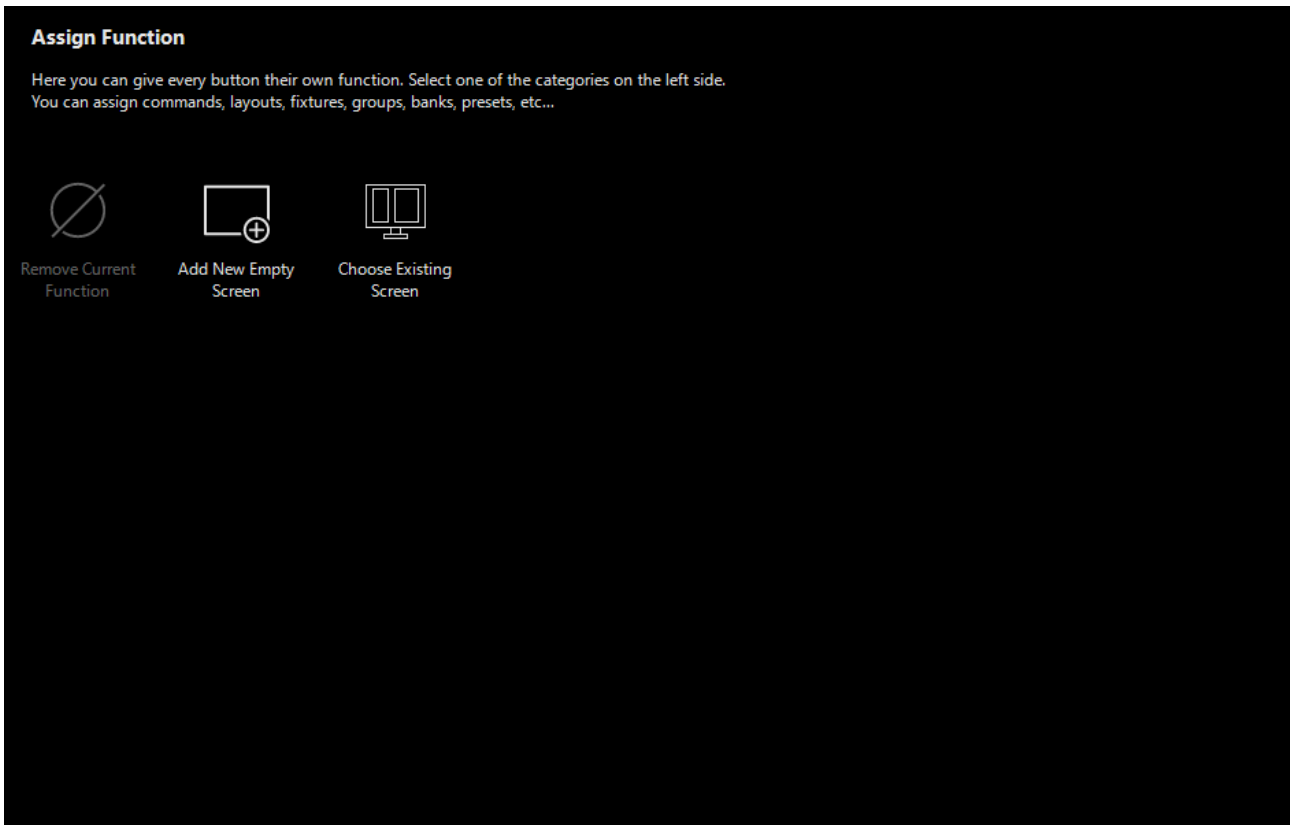 Assign Function
Here you can give every button their own function. Select one of the categories on the left side.
You can assign commands, layouts, fixtures, groups, banks, presets, etc...
Remove Current
Function
Add New Empty
Screen
Choose Existing
Screen